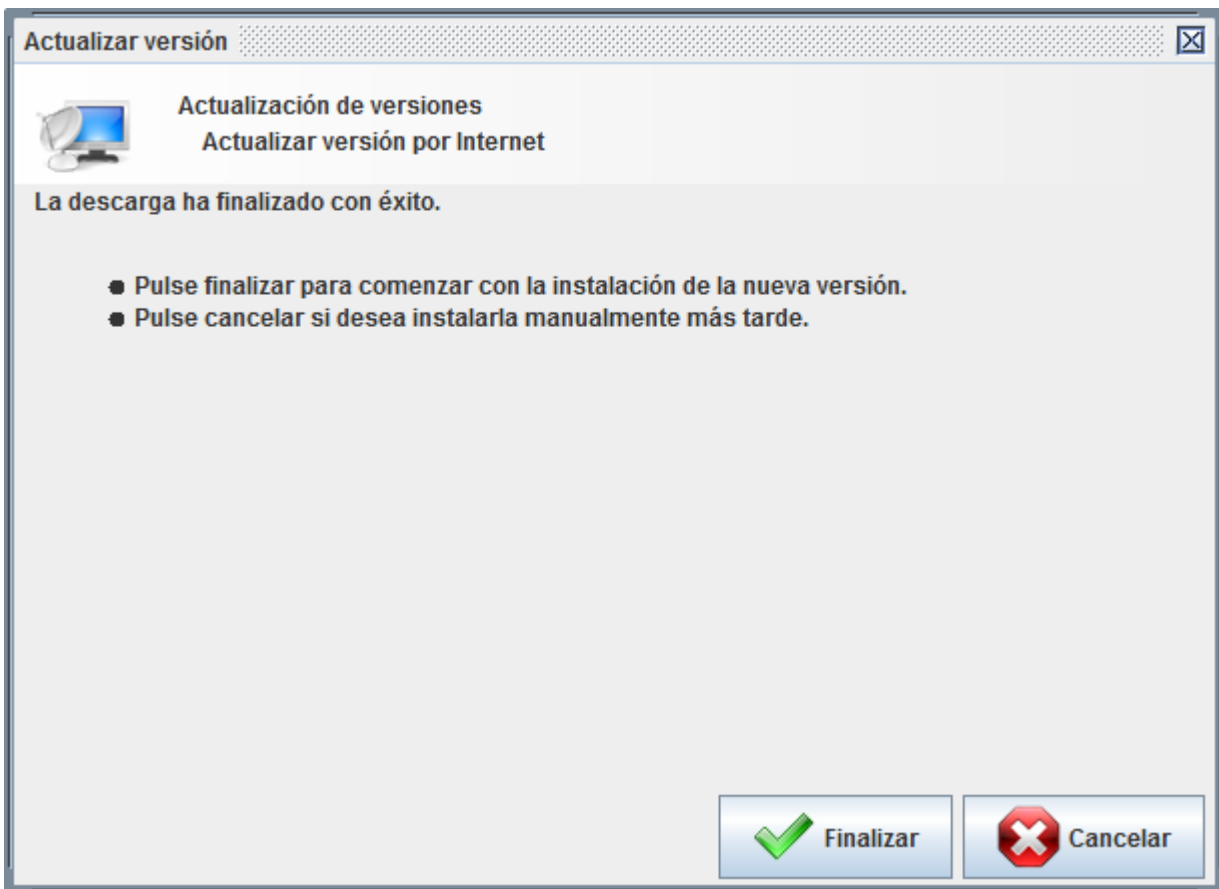 Actualizar versión
Actualización de versiones
Actualizar versión por Internet
La descarga ha finalizado con éxito.
Pulse finalizar para comenzar con la instalación de la nueva versión.
Pulse cancelar si desea instalarla manualmente más tarde.
Finalizar
Cancelar